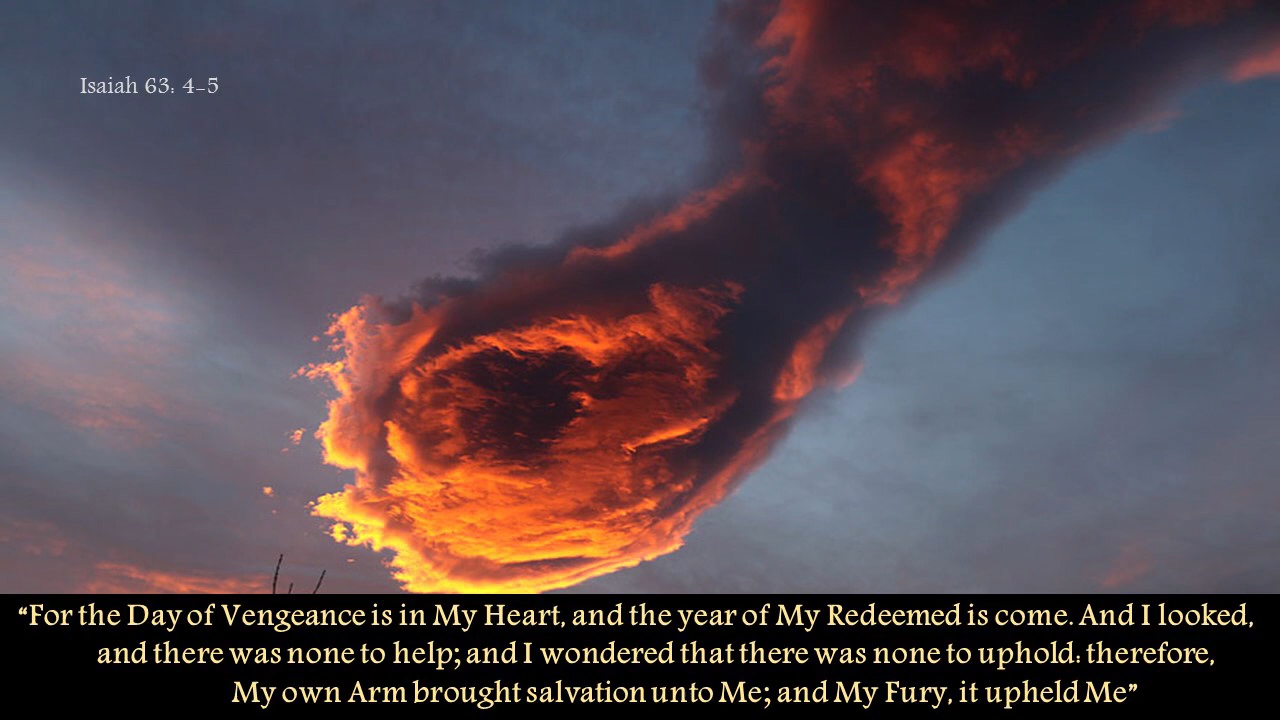 Isaiah 63: 4-5
“For the Day of Vengeance is in My Heart, and the year of My Redeemed is come. And I looked,
and there was none to help; and I wondered that there was none to uphold: therefore,
My own Arm brought salvation unto Me; and My Fury, it upheld Me”